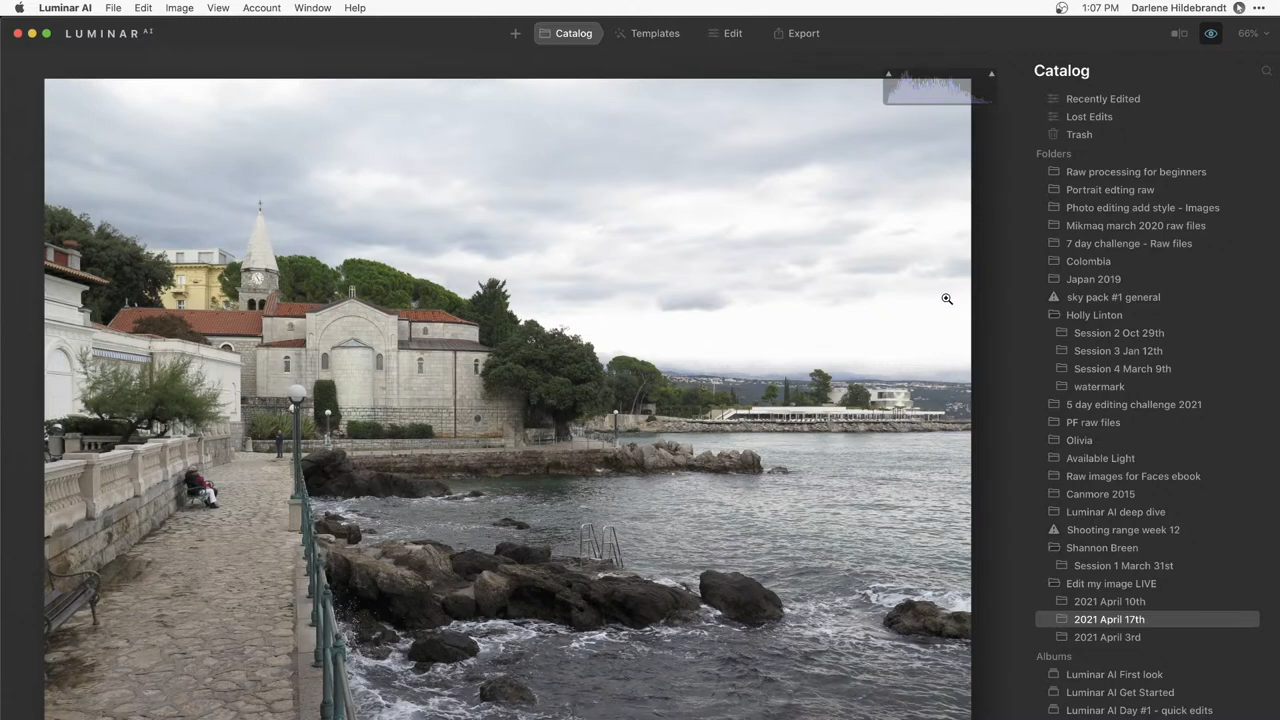 Luminar AI File Edit Image View Account Window Help 1:07 PM Darlene Hildebrandt
LUMINAR AI Catalog Templates Edit Export 66%
Catalog
Recently Edited
Lost Edits
Trash
Folders
Raw processing for beginners
Portrait edting raw
Photo editing add style - Images
Mikmaq march 2020 raw files
7 day challenge - Raw files
Colombia
Japan 2019
sky pack #1 general
Holly Linton
Session 2 Oct 29th
Session 3 Jan 12th
Session 4 March 9th
watermark
5 day editing challenge 2021
PF raw files
Olivia
Available Light
Raw images for Faces ebook
Canmore 2015
Luminar AI deep dive
Shooting range week 12
Shannon Breen
Session 1 March 31st
Edit my image LIVE
2021 April 10th
2021 April 17th
2021 April 3rd
Albums
Luminar AI First look
Luminar AI Get Started
Luminar AI Day #1 - quick edits